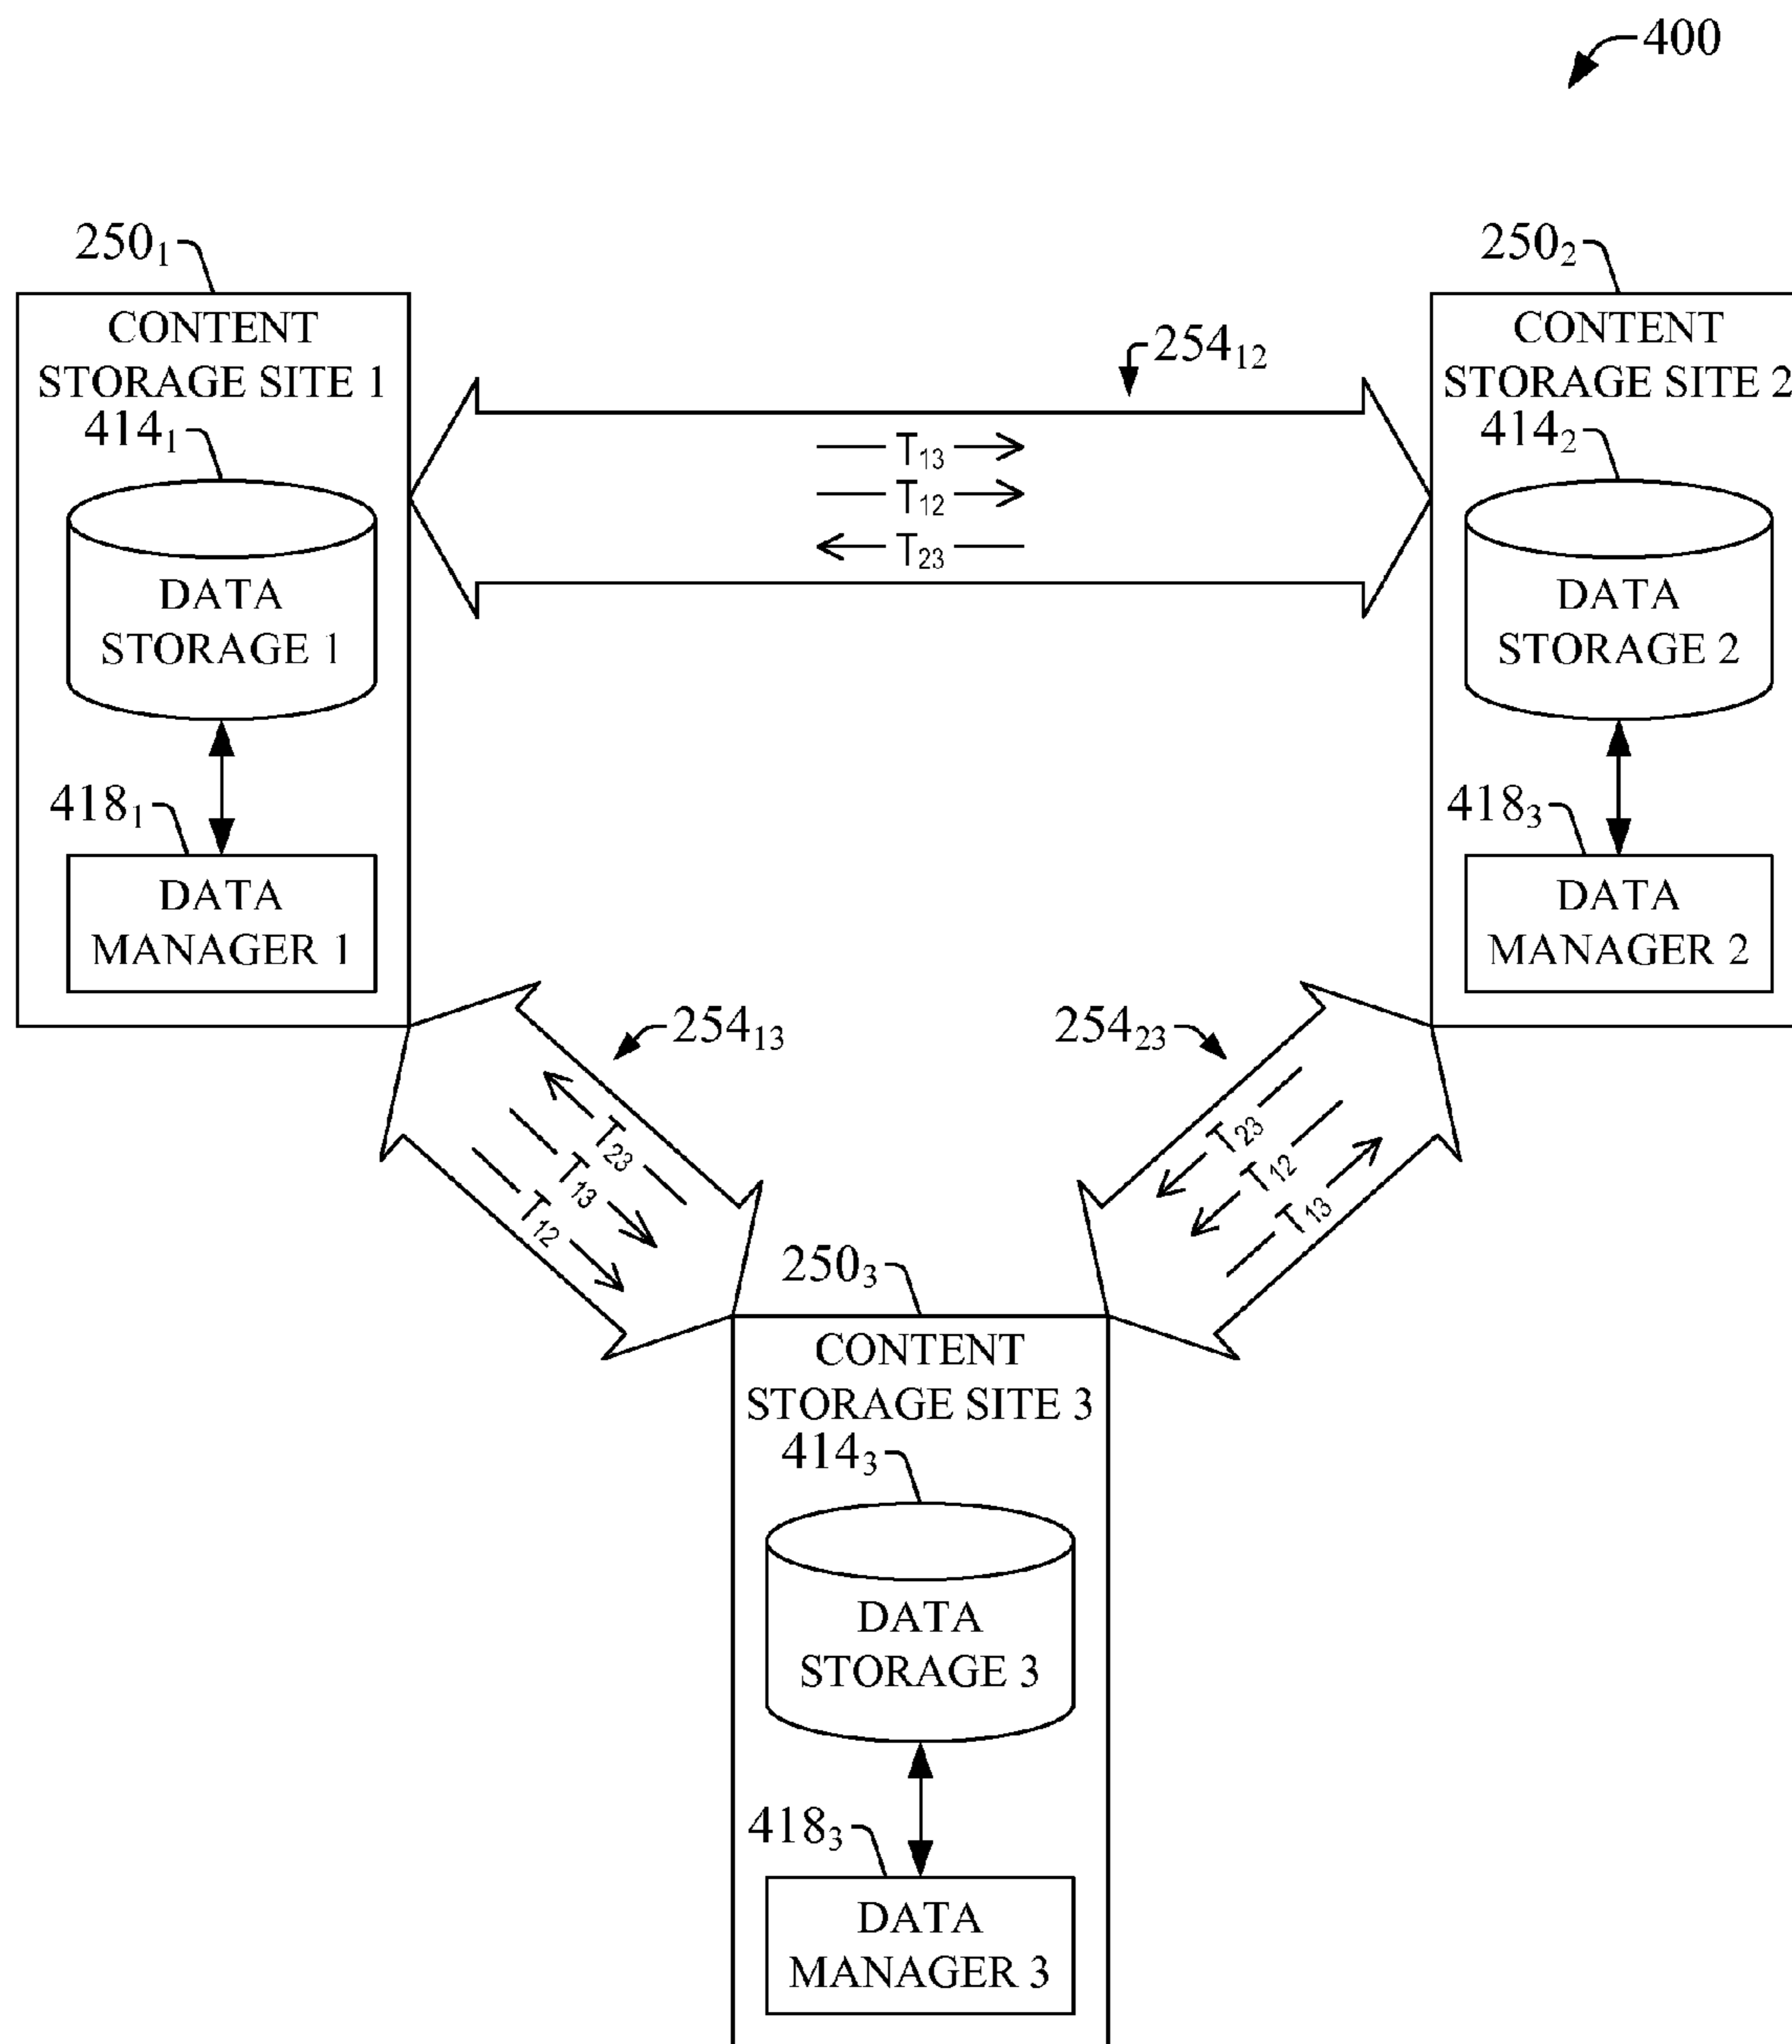 400
250₁
250₂
CONTENT
STORAGE SITE 1
254₁₂
CONTENT
STORAGE SITE 2
414₁
414₂
T₁₃
T₁₂
T₂₃
DATA
STORAGE 1
DATA
STORAGE 2
418₁
418₃
DATA
MANAGER 1
DATA
MANAGER 2
254₁₃
254₂₃
T₂₃
T₁₃
T₁₂
T₂₃
T₁₂
T₁₃
250₃
CONTENT
STORAGE SITE 3
414₃
DATA
STORAGE 3
418₃
DATA
MANAGER 3